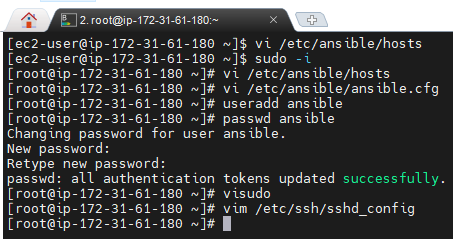 2. root@ip-172-31-61-180:~
[ec2-user@ip-172-31-61-180 ~]$ vi /etc/ansible/hosts
[ec2-user@ip-172-31-61-180 ~]$ sudo -i
[root@ip-172-31-61-180 ~]# vi /etc/ansible/hosts
[root@ip-172-31-61-180 ~]# vi /etc/ansible/ansible.cfg
[root@ip-172-31-61-180 ~]# useradd ansible
[root@ip-172-31-61-180 ~]# passwd ansible
Changing password for user ansible.
New password:
Retype new password:
passwd: all authentication tokens updated successfully.
[root@ip-172-31-61-180 ~]# visudo
[root@ip-172-31-61-180 ~]# vim /etc/ssh/sshd_config
[root@ip-172-31-61-180 ~]#